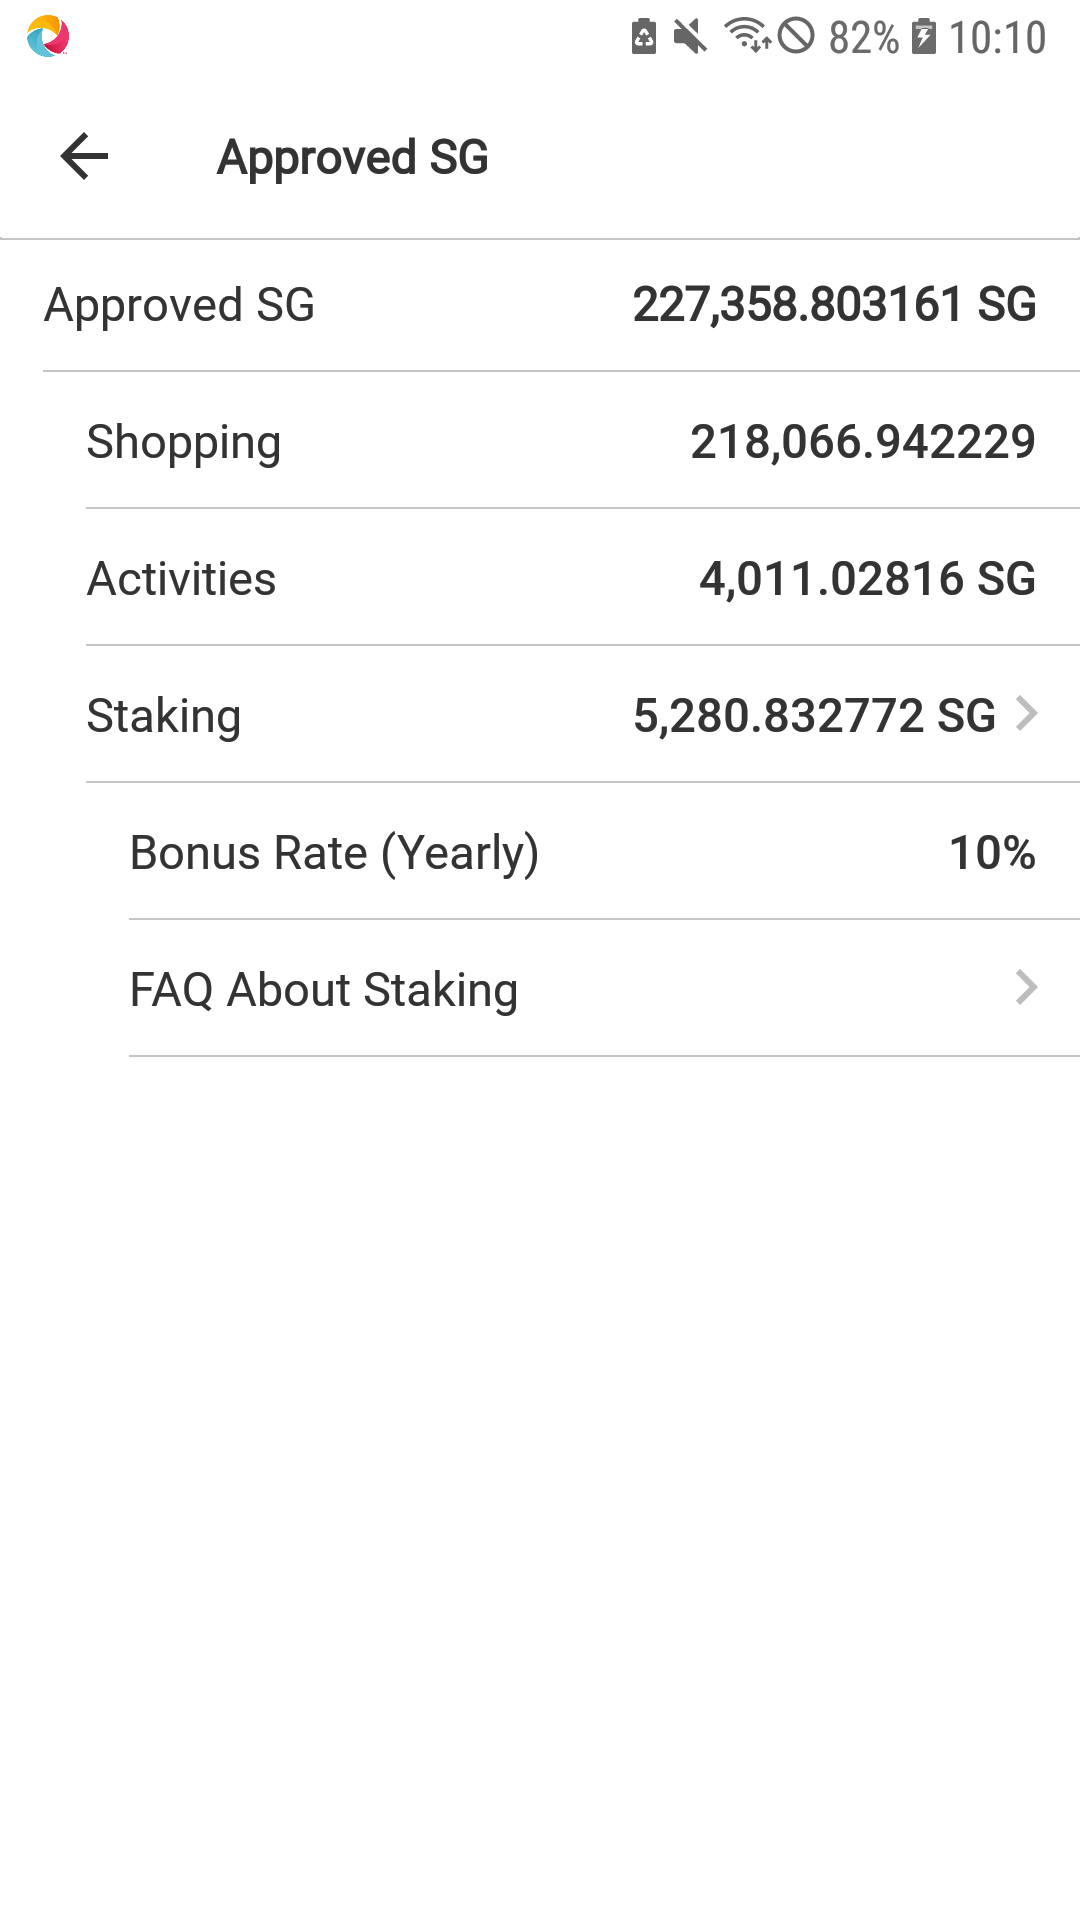 82% 10:10
Approved SG
Approved SG 227,358.803161 SG
Shopping 218,066.942229
Activities 4,011.02816 SG
Staking 5,280.832772 SG
Bonus Rate (Yearly) 10%
FAQ About Staking